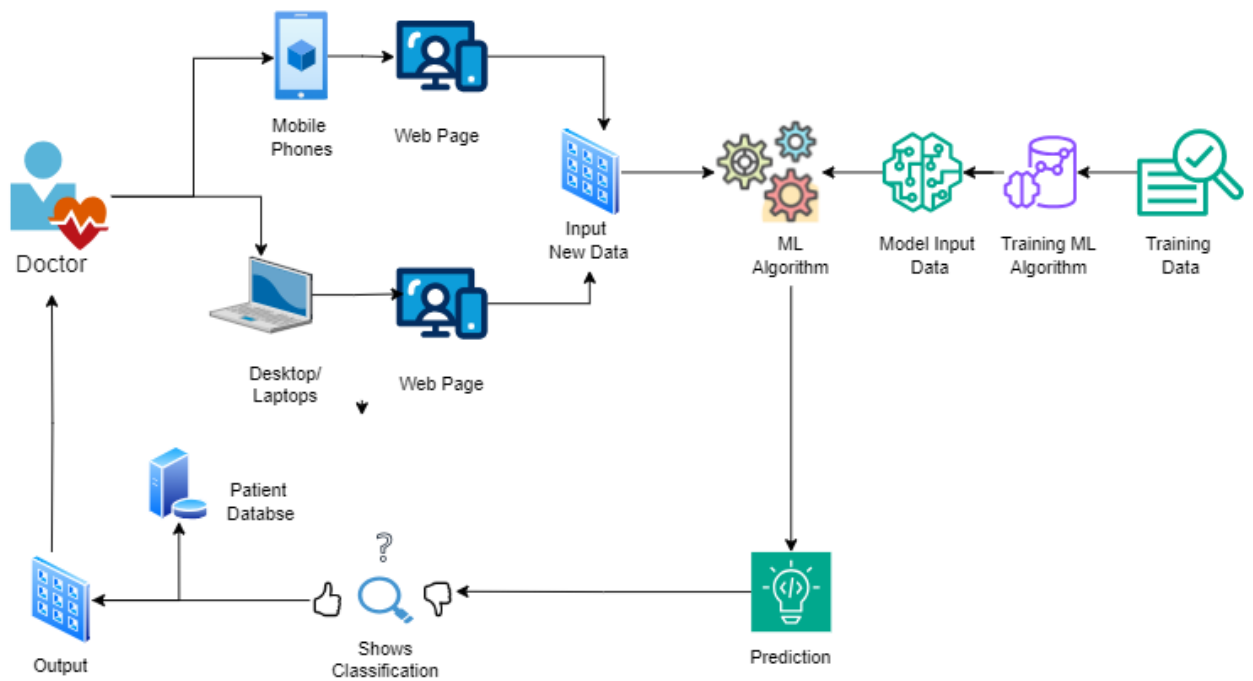 Mobile
Phones
Web Page
Doctor
Input
New Data
ML
Algorithm
Model Input
Data
Training ML
Algorithm
Training
Data
Desktop/
Laptops
Web Page
Patient
Databse
?
Shows
Classification
Output
Prediction